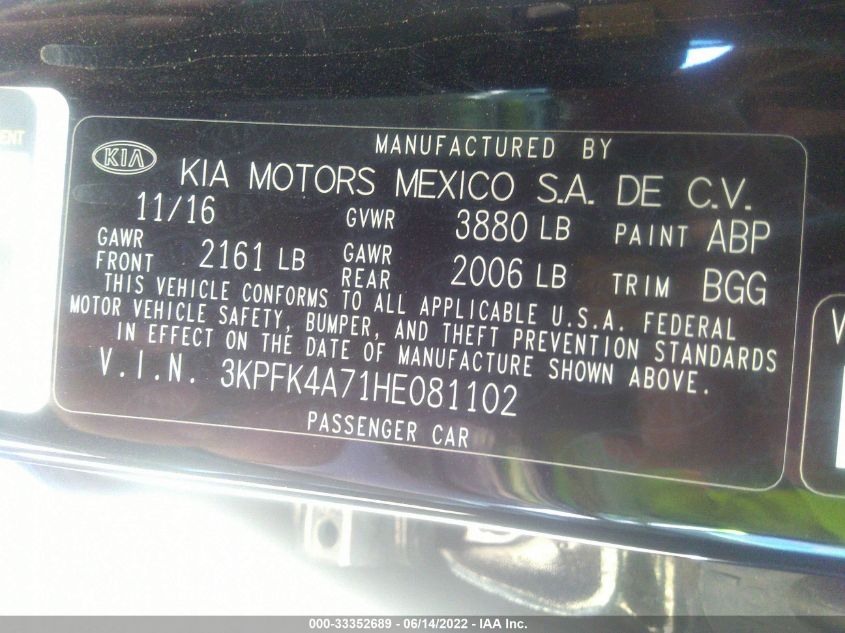 MENT
MANUFACTURED BY
KIA KIA MOTORS MEXICO S.A. DE C.V.
11/16 GVWR 3880 LB PAINT ABP
GAWR FRONT 2161 LB GAWR REAR 2006 LB TRIM BGG
THIS VEHICLE CONFORMS TO ALL APPLICABLE U.S.A. FEDERAL
MOTOR VEHICLE SAFETY, BUMPER, AND THEFT PREVENTION STANDARDS
IN EFFECT ON THE DATE OF MANUFACTURE SHOWN ABOVE.
V.I.N. 3KPFK4A71HE081102
PASSENGER CAR
V
000-33352689 - 06/14/2022 - IAA Inc.